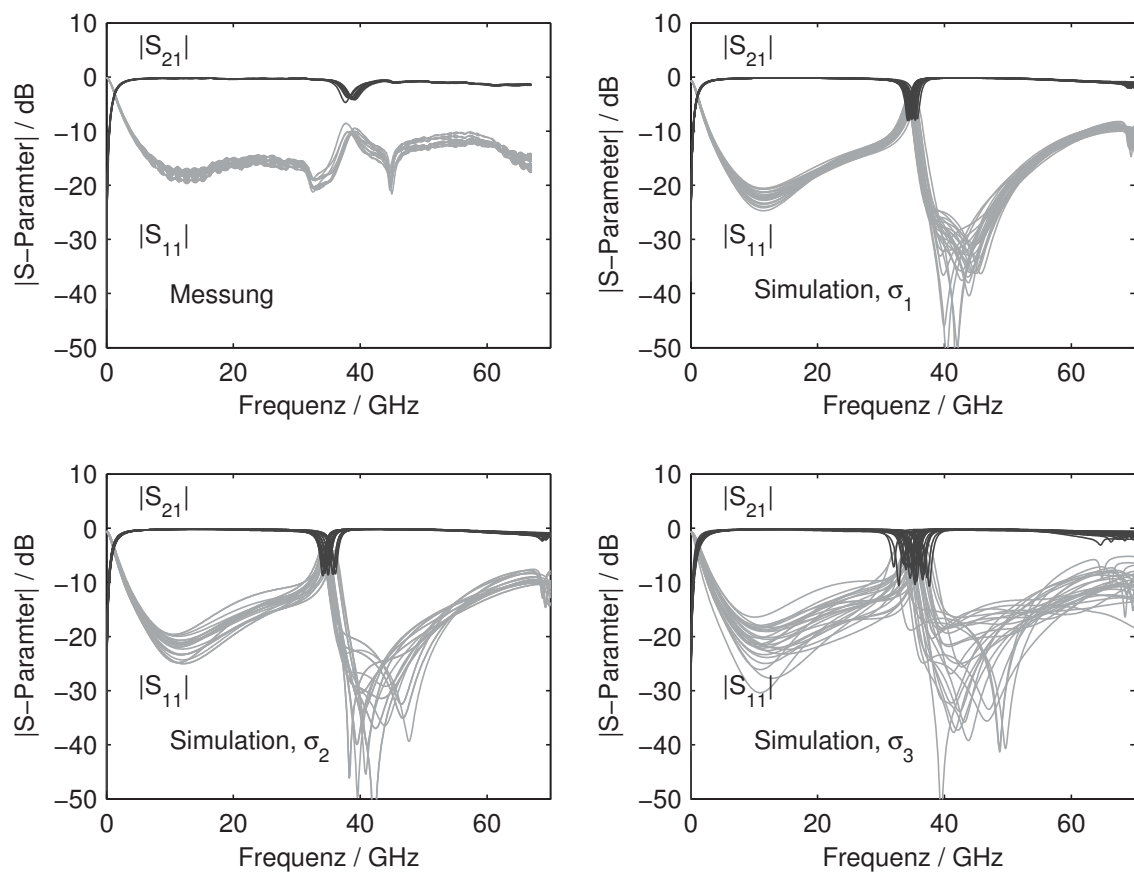 10
0
−10
−20
−30
−40
−50
|S−Paramter| / dB
|S21|
|S11|
Messung
0 20 40 60
Frequenz / GHz
10
0
−10
−20
−30
−40
−50
|S−Paramter| / dB
|S21|
|S11|
Simulation, σ1
0 20 40 60
Frequenz / GHz
10
0
−10
−20
−30
−40
−50
|S−Paramter| / dB
|S21|
|S11|
Simulation, σ2
0 20 40 60
Frequenz / GHz
10
0
−10
−20
−30
−40
−50
|S−Paramter| / dB
|S21|
|S11|
Simulation, σ3
0 20 40 60
Frequenz / GHz